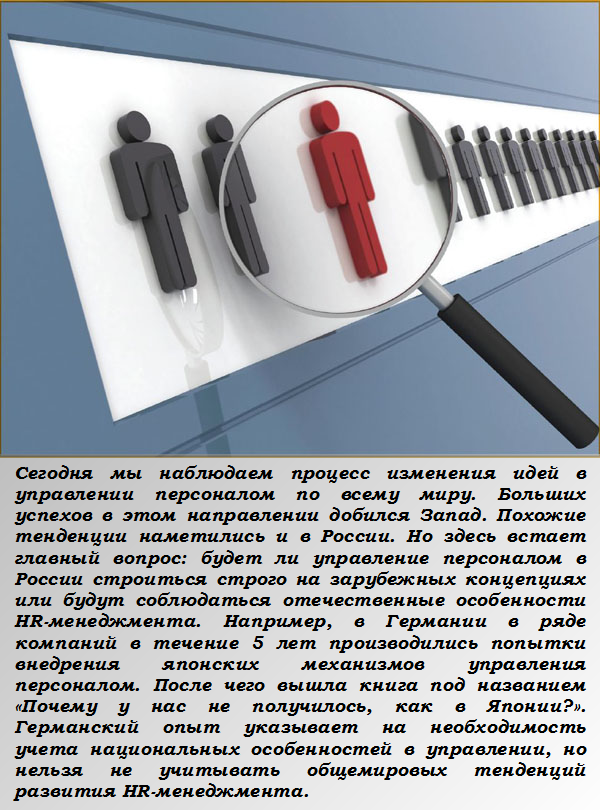 Сегодня мы наблюдаем процесс изменения идей в
управлении персоналом по всему миру. Больших
успехов в этом направлении добился Запад. Похожие
тенденции наметились и в России. Но здесь встает
главный вопрос: будет ли управление персоналом в
России строиться строго на зарубежных концепциях
или будут соблюдаться отечественные особенности
HR-менеджмента. Например, в Германии в ряде
компаний в течение 5 лет производились попытки
внедрения японских механизмов управления
персоналом. После чего вышла книга под названием
«Почему у нас не получилось, как в Японии?».
Германский опыт указывает на необходимость
учета национальных особенностей в управлении, но
нельзя не учитывать общемировых тенденций
развития HR-менеджмента.